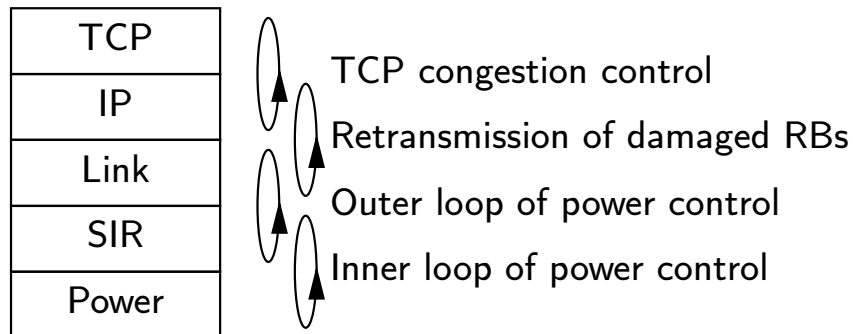 TCP
TCP congestion control
IP
Retransmission of damaged RBs
Link
Outer loop of power control
SIR
Inner loop of power control
Power